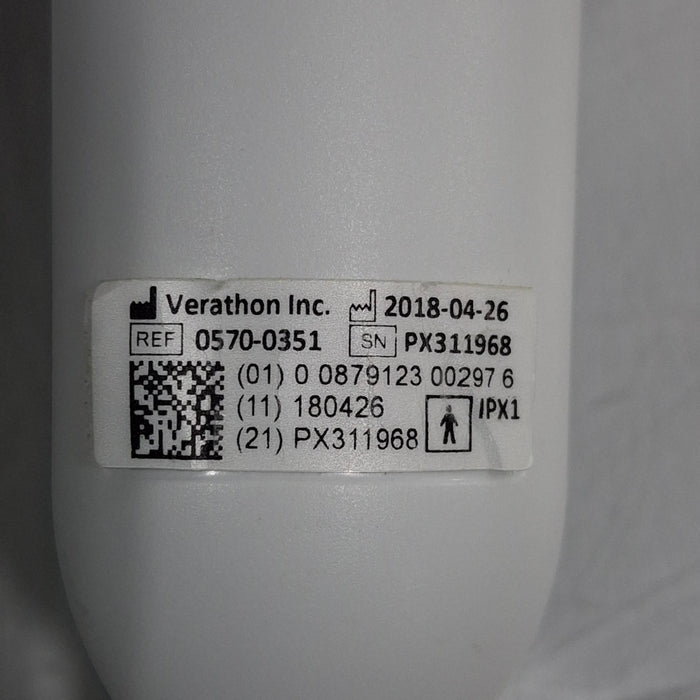 Verathon Inc. 2018-04-26
REF 0570-0351 SN PX311968
(01) 0 0879123 00297 6
(11) 180426 IPX1
(21) PX311968